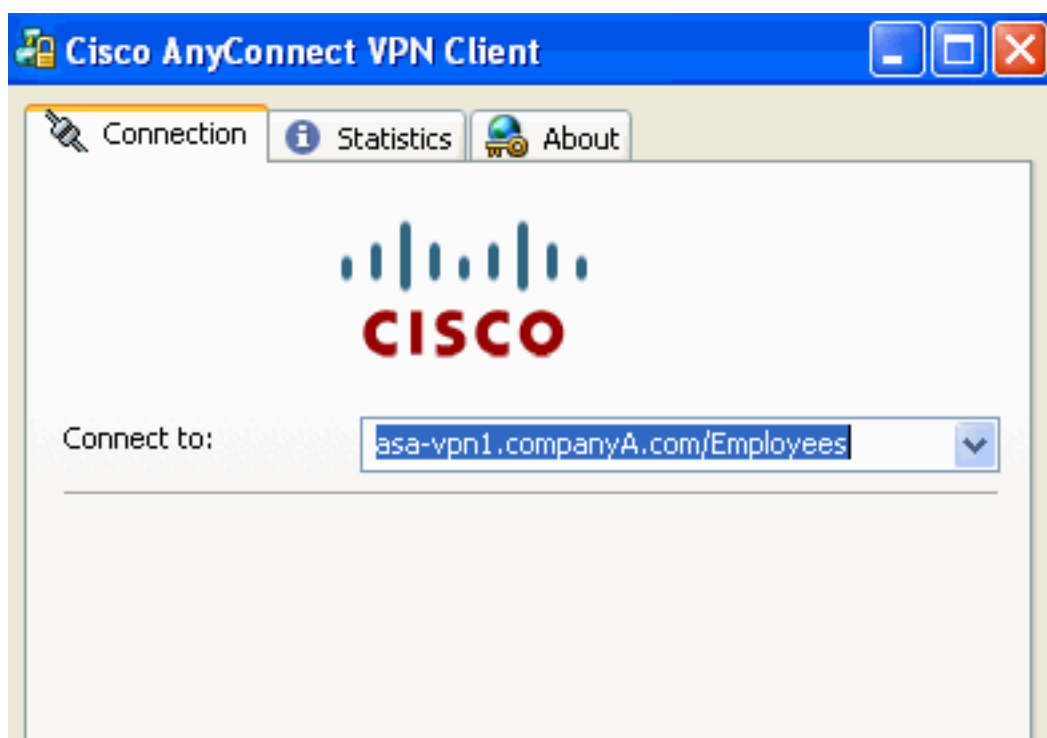 Cisco AnyConnect VPN Client
Connection
Statistics
About
CISCO
Connect to:
asa-vpn1.companyA.com/Employees